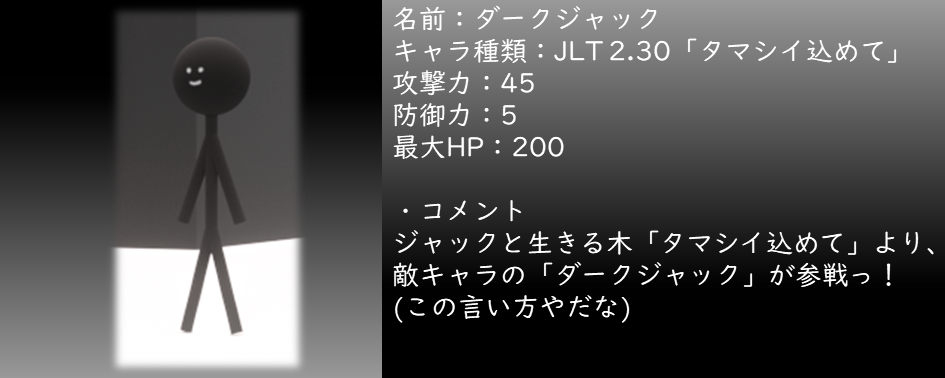 名前：ダークジャック
キャラ種類：JLT 2.30「タマシイ込めて」
攻撃力：45
防御力：5
最大HP：200
・コメント
ジャックと生きる木「タマシイ込めて」より、
敵キャラの「ダークジャック」が参戦っ！
(この言い方やだな)